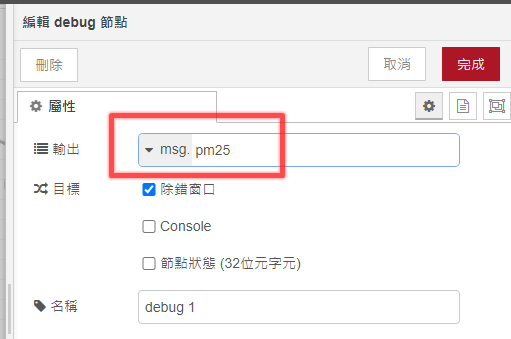 編輯 debug 節點
刪除
取消
完成
屬性
輸出
msg. pm25
目標
除錯窗口
Console
節點狀態 (32位元字元)
名稱
debug 1